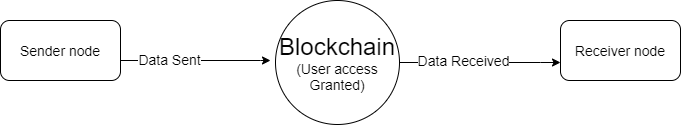 Sender node
Data Sent
Blockchain
(User access
Granted)
Data Received
Receiver node